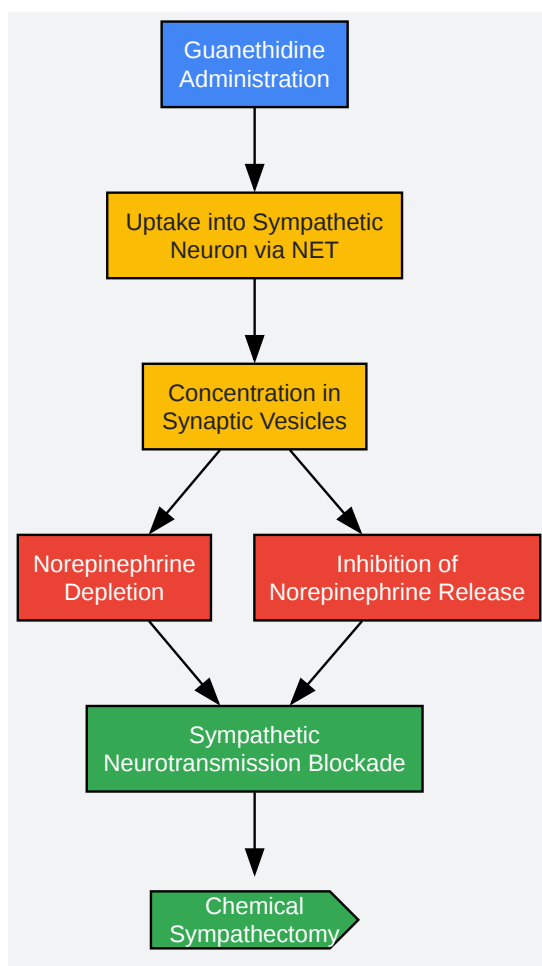 Guanethidine
Administration
Uptake into Sympathetic
Neuron via NET
Concentration in
Synaptic Vesicles
Norepinephrine
Depletion
Inhibition of
Norepinephrine Release
Sympathetic
Neurotransmission Blockade
Chemical
Sympathectomy